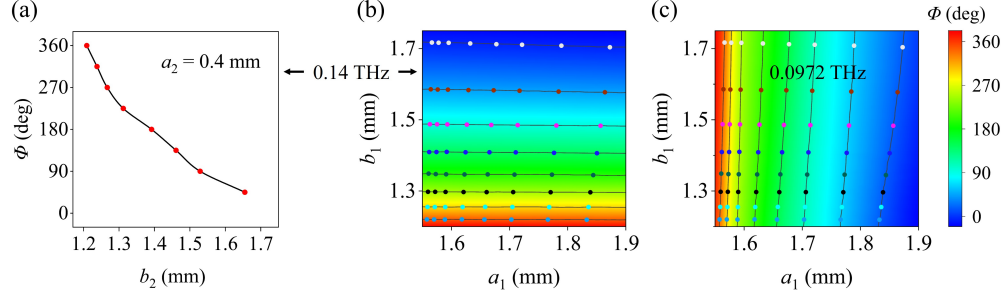 (a)
Φ (deg)
360
270
180
90
0
a₂ = 0.4 mm
1.2 1.3 1.4 1.5 1.6 1.7
b₂ (mm)
0.14 THz
(b)
b₁ (mm)
1.7
1.5
1.3
1.6 1.7 1.8 1.9
a₁ (mm)
(c)
b₁ (mm)
1.7
1.5
1.3
0.0972 THz
1.6 1.7 1.8 1.9
a₁ (mm)
Φ (deg)
360
270
180
90
0